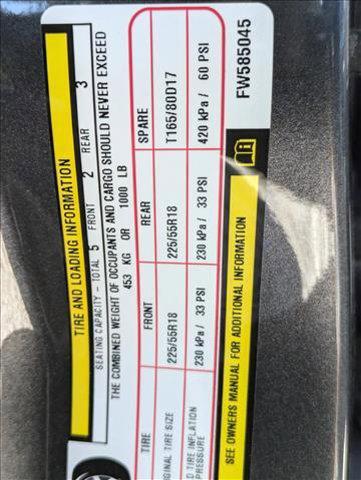 TIRE AND LOADING INFORMATION
SEATING CAPACITY - TOTAL 5 FRONT 2 REAR 3
THE COMBINED WEIGHT OF OCCUPANTS AND CARGO SHOULD NEVER EXCEED
453 KG OR 1000 LB
TIRE FRONT REAR SPARE
GINAL TIRE SIZE 225/55R18 225/55R18 T165/80D17
D TIRE INFLATION
PRESSURE 230 kPa / 33 PSI 230 kPa / 33 PSI 420 kPa / 60 PSI
SEE OWNERS MANUAL FOR ADDITIONAL INFORMATION
FW585045